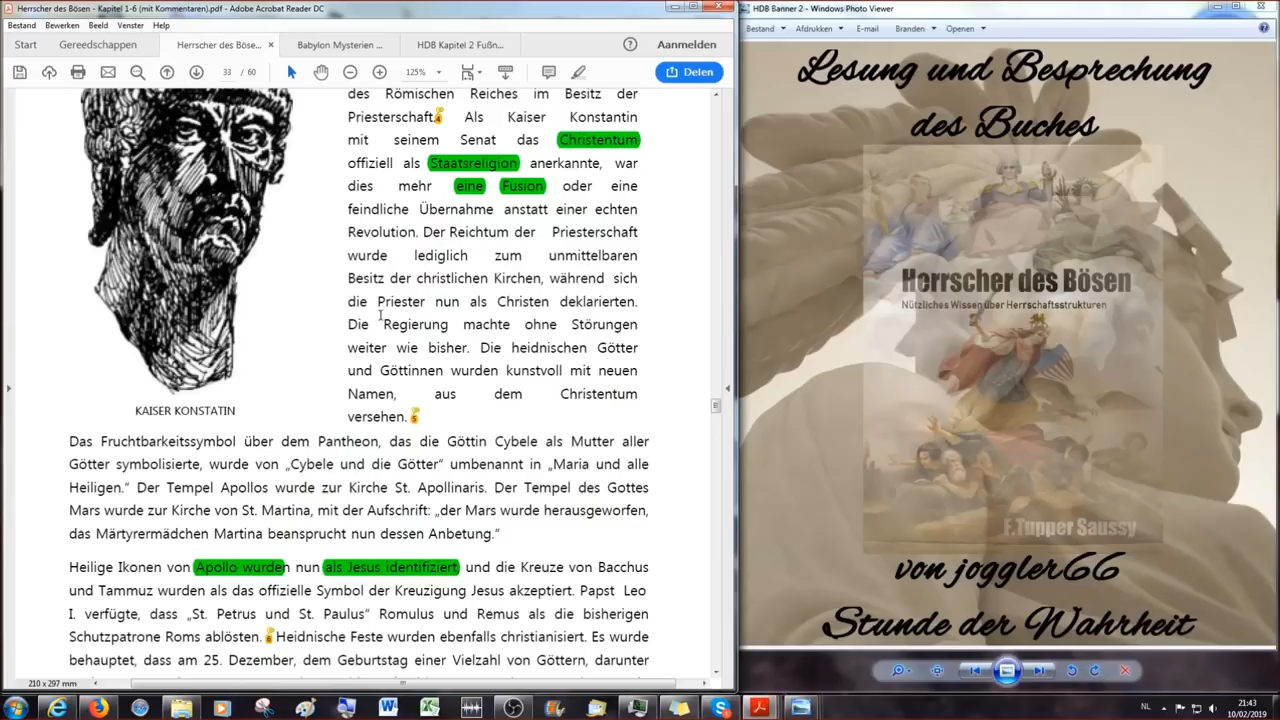 Herrscher des Bösen - Kapitel 1-6 (mit Kommentaren).pdf - Adobe Acrobat Reader DC
Bestand Bewerken Beeld Venster Help
Start Gereedschappen Herrscher des Böse... × Babylon Mysterien ... HDB Kapitel 2 Fußn... Aanmelden
33 / 60 125% Delen
des Römischen Reiches im Besitz der
Priesterschaft. Als Kaiser Konstantin
mit seinem Senat das Christentum
offiziell als Staatsreligion anerkannte, war
dies mehr eine Fusion oder eine
feindliche Übernahme anstatt einer echten
Revolution. Der Reichtum der Priesterschaft
wurde lediglich zum unmittelbaren
Besitz der christlichen Kirchen, während sich
die Priester nun als Christen deklarierten.
Die Regierung machte ohne Störungen
weiter wie bisher. Die heidnischen Götter
und Göttinnen wurden kunstvoll mit neuen
Namen, aus dem Christentum
versehen.
KAISER KONSTATIN
Das Fruchtbarkeitssymbol über dem Pantheon, das die Göttin Cybele als Mutter aller
Götter symbolisierte, wurde von „Cybele und die Götter“ umbenannt in „Maria und alle
Heiligen.“ Der Tempel Apollos wurde zur Kirche St. Apollinaris. Der Tempel des Gottes
Mars wurde zur Kirche von St. Martina, mit der Aufschrift: „der Mars wurde herausgeworfen,
das Märtyrermädchen Martina beansprucht nun dessen Anbetung.“
Heilige Ikonen von Apollo wurden nun als Jesus identifiziert und die Kreuze von Bacchus
und Tammuz wurden als das offizielle Symbol der Kreuzigung Jesus akzeptiert. Papst Leo
I. verfügte, dass „St. Petrus und St. Paulus“ Romulus und Remus als die bisherigen
Schutzpatrone Roms ablösten. Heidnische Feste wurden ebenfalls christianisiert. Es wurde
behauptet, dass am 25. Dezember, dem Geburtstag einer Vielzahl von Göttern, darunter
210 x 297 mm
HDB Banner 2 - Windows Photo Viewer
Bestand Afdrukken E-mail Branden Openen
Lesung und Besprechung
des Buches
Herrscher des Bösen
Nützliches Wissen über Herrschaftsstrukturen
F.Tupper Saussy
von joggler66
Stunde der Wahrheit
NL 21:43
10/02/2019